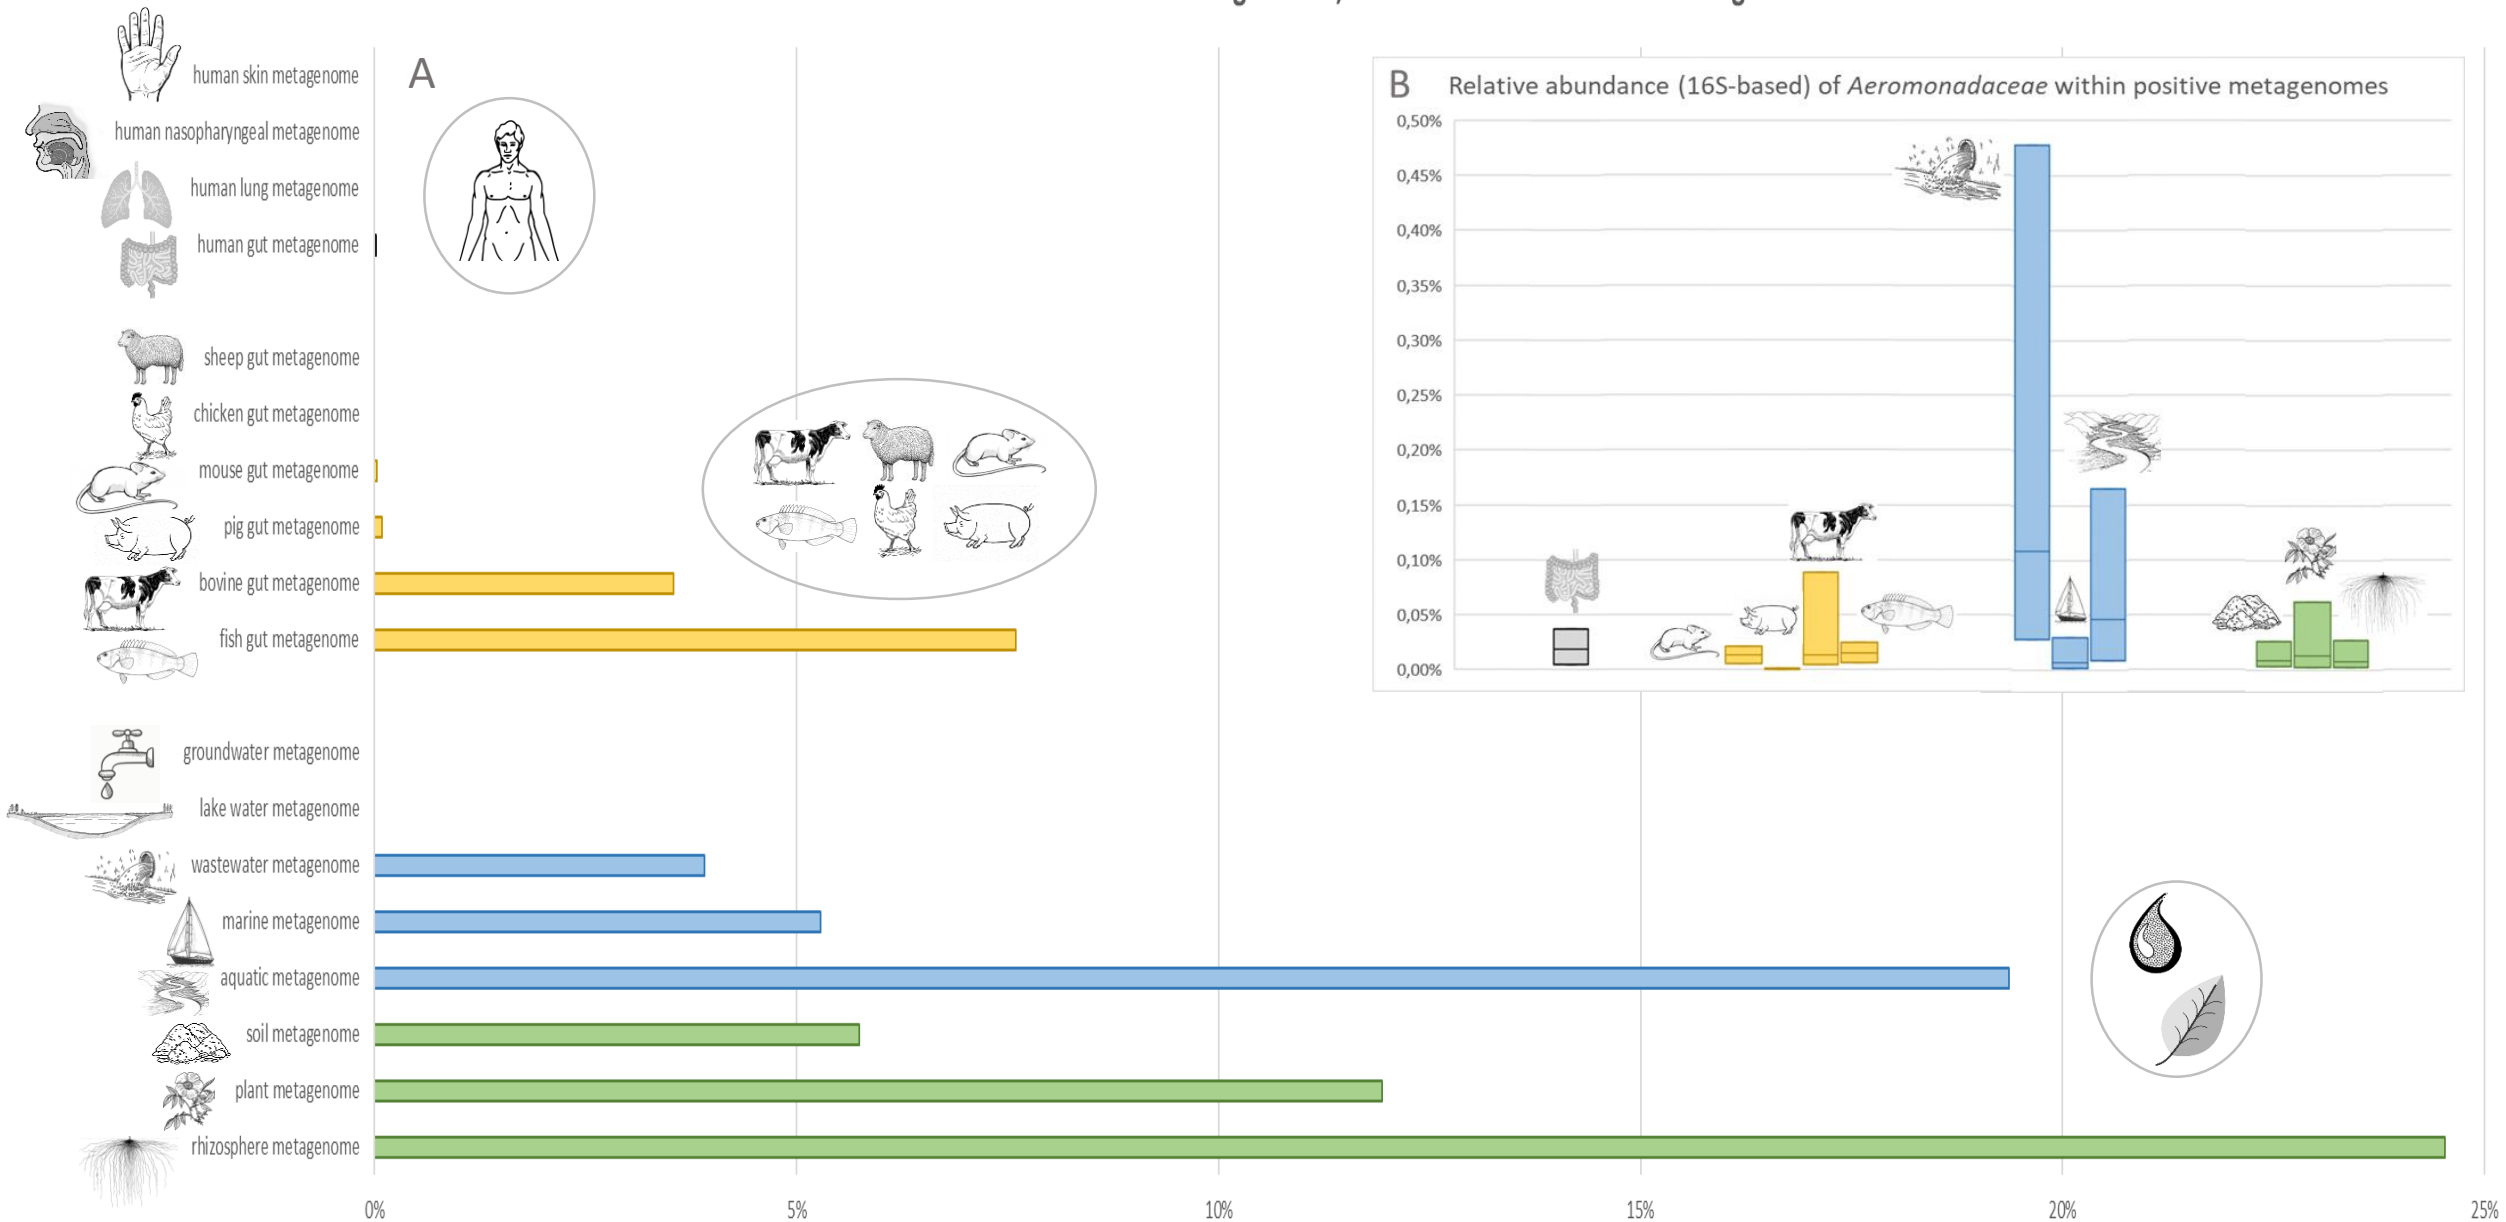 A
human skin metagenome
human nasopharyngeal metagenome
human lung metagenome
human gut metagenome
sheep gut metagenome
chicken gut metagenome
mouse gut metagenome
pig gut metagenome
bovine gut metagenome
fish gut metagenome
groundwater metagenome
lake water metagenome
wastewater metagenome
marine metagenome
aquatic metagenome
soil metagenome
plant metagenome
rhizosphere metagenome
0%
5%
10%
15%
20%
25%
B Relative abundance (16S-based) of Aeromonadaceae within positive metagenomes
0,50%
0,45%
0,40%
0,35%
0,30%
0,25%
0,20%
0,15%
0,10%
0,05%
0,00%